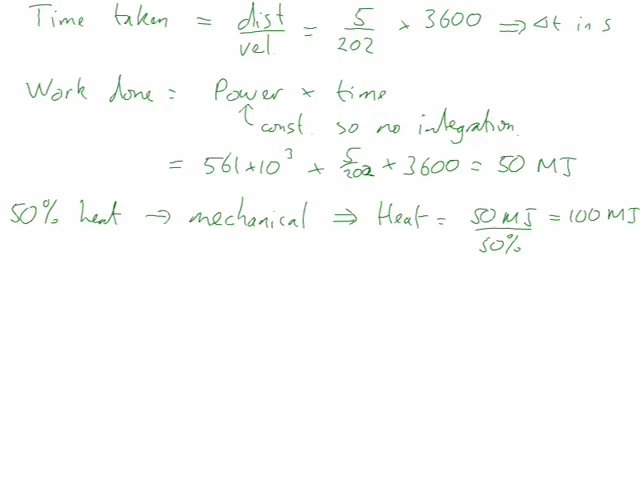 Time taken = dist/vel. = 5/202 × 3600 ⇒ Δt in s
Work done = Power × time
const. so no integration.
= 561×10³ × 5/202 × 3600 = 50 MJ
50% heat → mechanical ⇒ Heat = 50 MJ/50% = 100 MJ